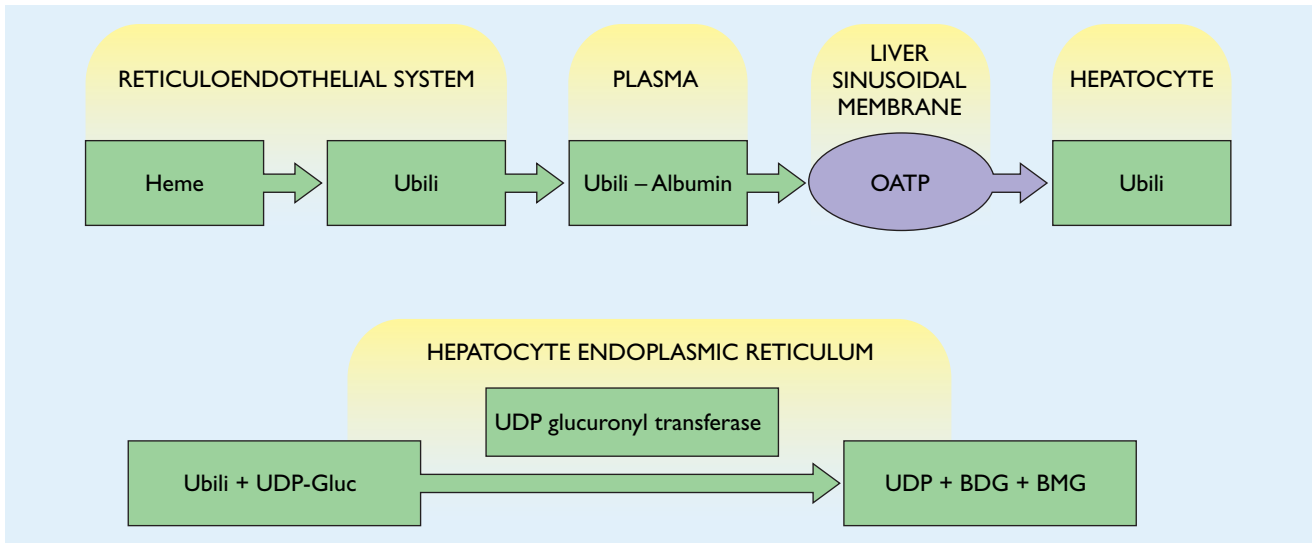 RETICULOENDOTHELIAL SYSTEM
PLASMA
LIVER
SINUSOIDAL
MEMBRANE
HEPATOCYTE
Heme
Ubili
Ubili – Albumin
OATP
Ubili
HEPATOCYTE ENDOPLASMIC RETICULUM
UDP glucuronyl transferase
Ubili + UDP-Gluc
UDP + BDG + BMG